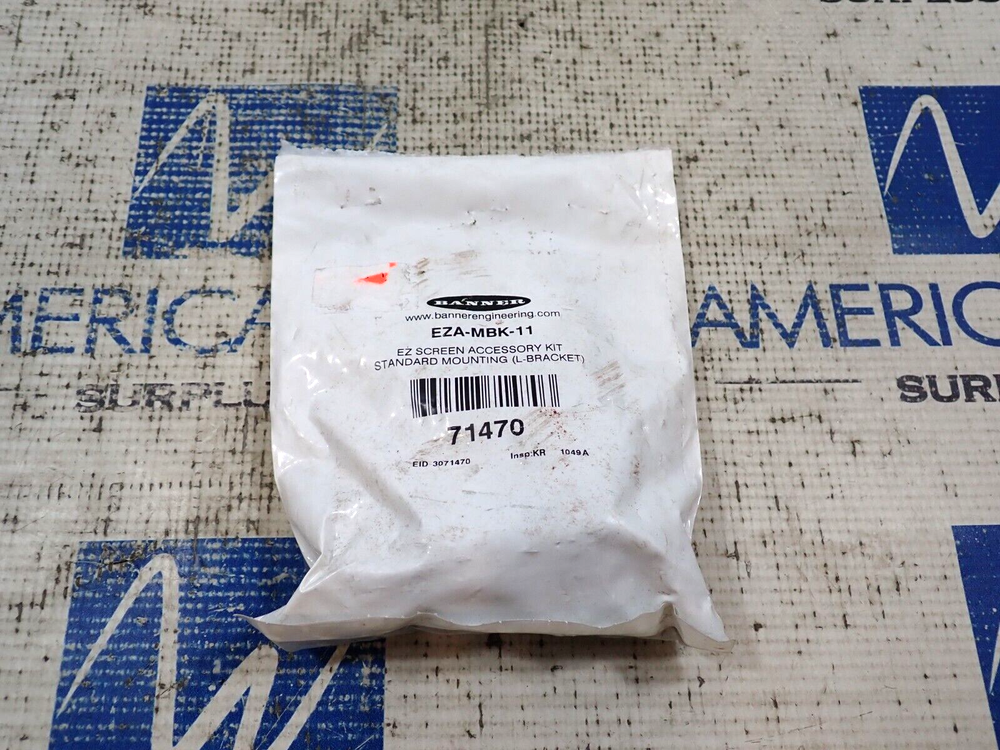 BANNER
www.bannerengineering.com
EZA-MBK-11
EZ SCREEN ACCESSORY KIT
STANDARD MOUNTING (L-BRACKET)
71470
EID 3071470 Insp:KR 1049A
AMERIC
SURPLU
MERICA
SURP